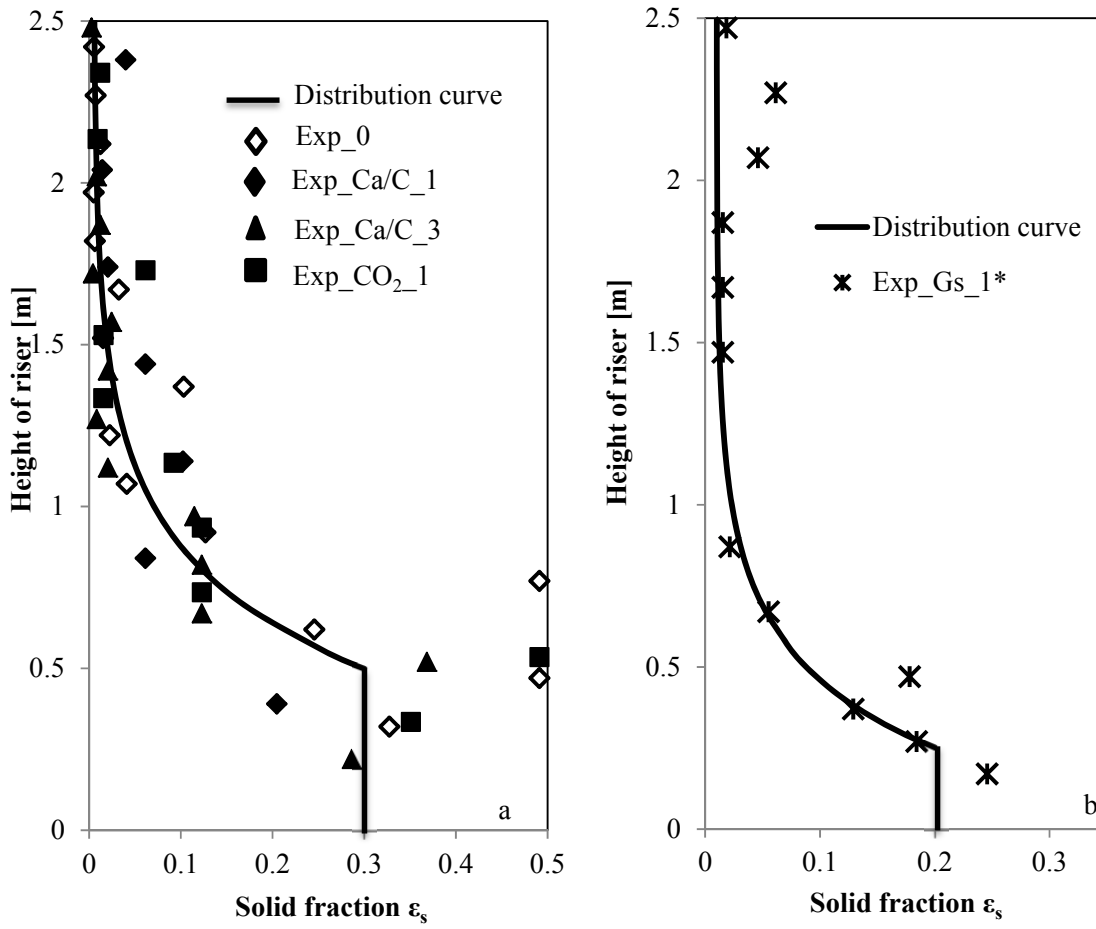 2.5
2
1.5
1
0.5
0
0
0.1
0.2
0.3
0.4
0.5
Height of riser [m]
Solid fraction εs
Distribution curve
Exp_0
Exp_Ca/C_1
Exp_Ca/C_3
Exp_CO₂_1
a
2.5
2
1.5
1
0.5
0
0
0.1
0.2
0.3
Height of riser [m]
Solid fraction εs
Distribution curve
Exp_Gs_1*
b